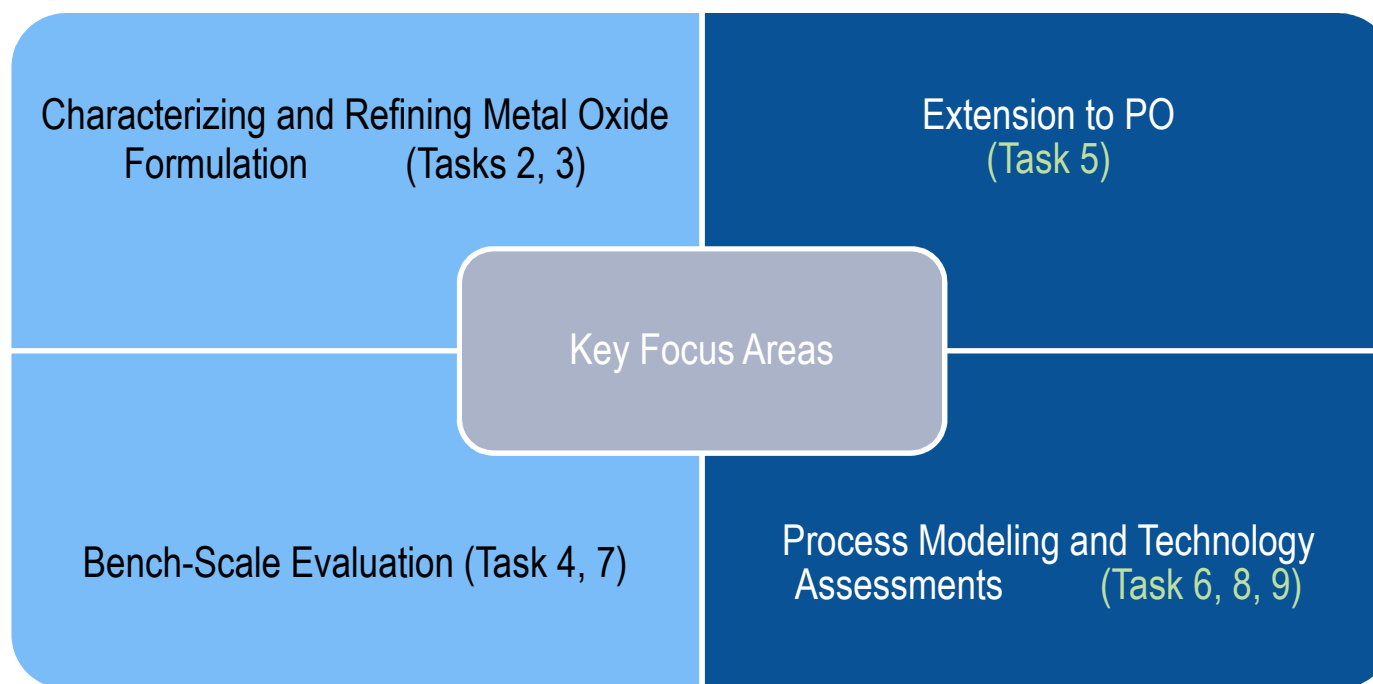 Characterizing and Refining Metal Oxide
Formulation (Tasks 2, 3)
Extension to PO
(Task 5)
Key Focus Areas
Bench-Scale Evaluation (Task 4, 7)
Process Modeling and Technology
Assessments (Task 6, 8, 9)